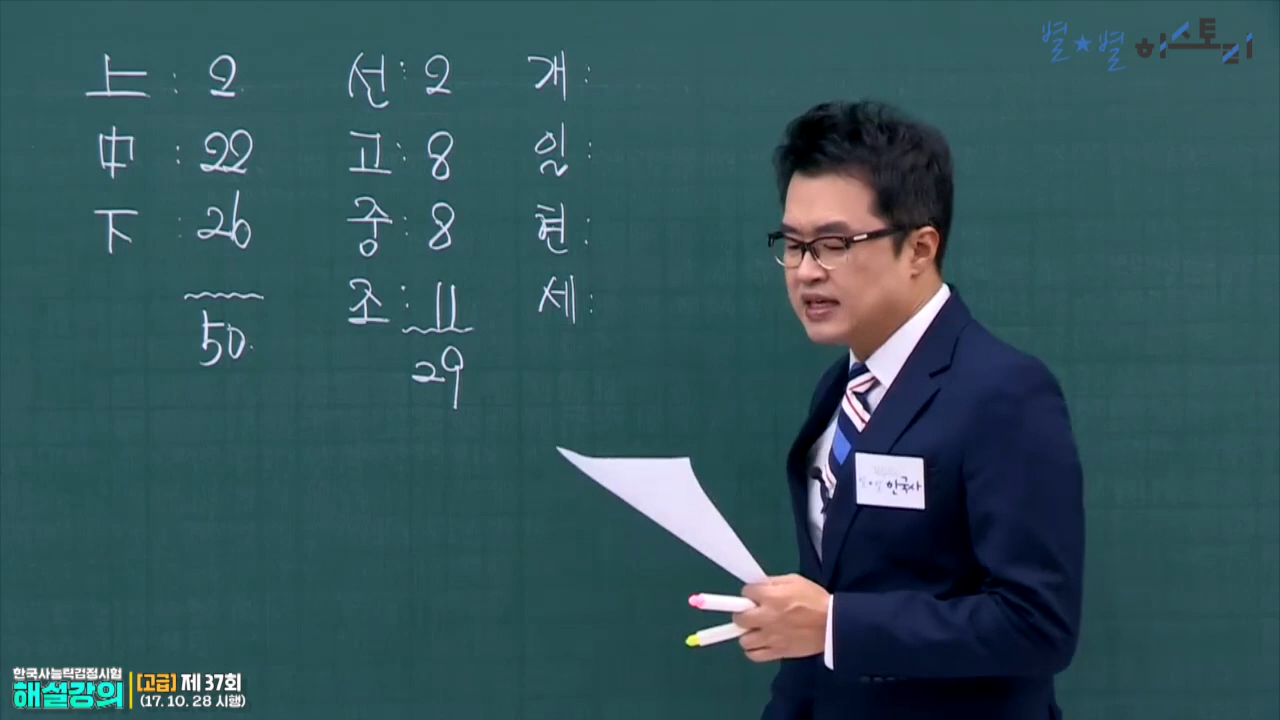 별★별 히스토리
上 : 2 선 : 2 개 :
中 : 22 고 : 8 일 :
下 : 26 중 : 8 현 :
조 : 11 세 :
50. 29
한국사
한국사능력검정시험
해설강의
[고급] 제 37회
(17. 10. 28 시행)